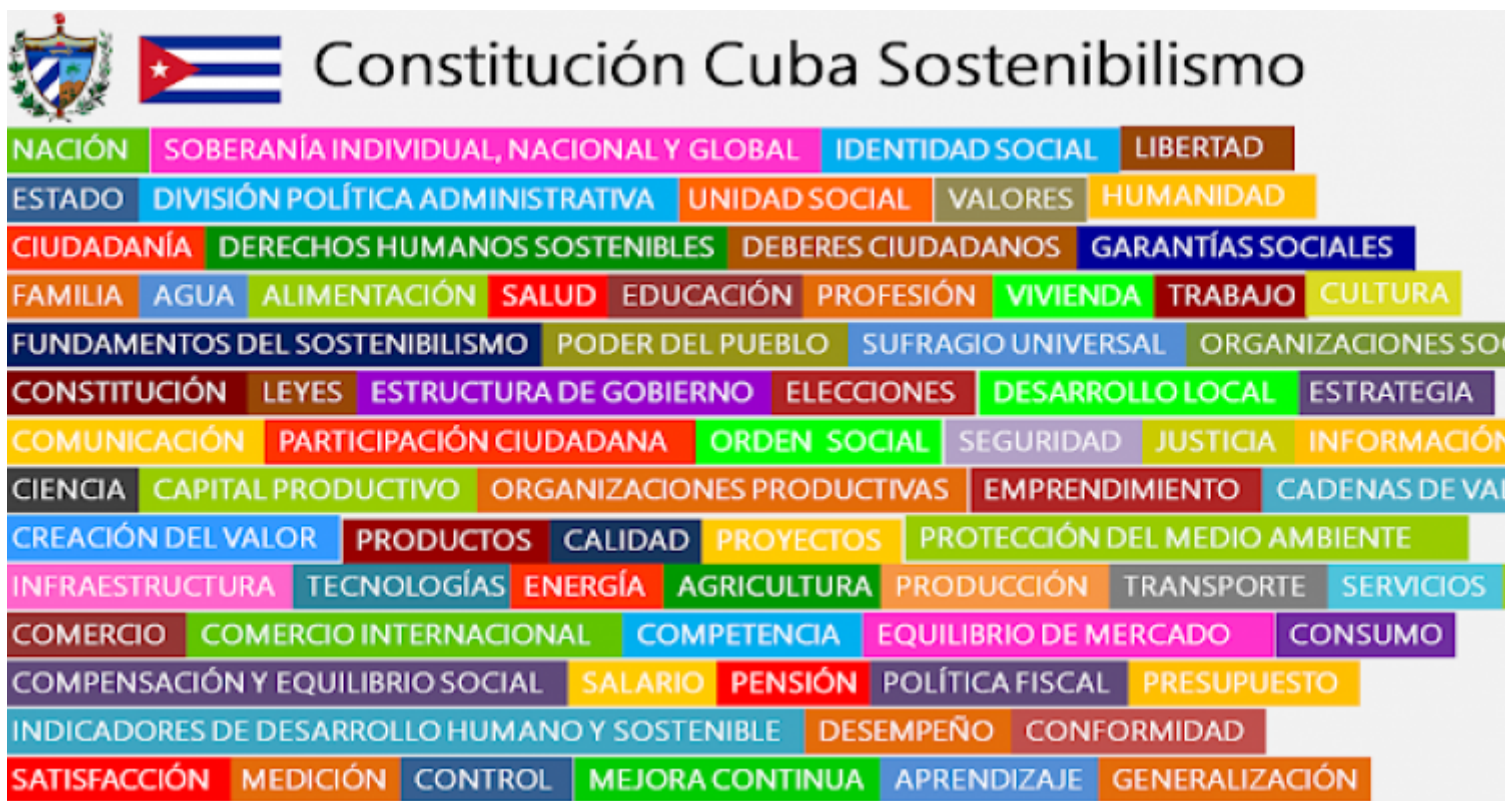 Constitución Cuba Sostenibilismo
NACIÓN SOBERANÍA INDIVIDUAL, NACIONAL Y GLOBAL IDENTIDAD SOCIAL LIBERTAD
ESTADO DIVISIÓN POLÍTICA ADMINISTRATIVA UNIDAD SOCIAL VALORES HUMANIDAD
CIUDADANÍA DERECHOS HUMANOS SOSTENIBLES DEBERES CIUDADANOS GARANTÍAS SOCIALES
FAMILIA AGUA ALIMENTACIÓN SALUD EDUCACIÓN PROFESIÓN VIVIENDA TRABAJO CULTURA
FUNDAMENTOS DEL SOSTENIBILISMO PODER DEL PUEBLO SUFRAGIO UNIVERSAL ORGANIZACIONES
CONSTITUCIÓN LEYES ESTRUCTURA DE GOBIERNO ELECCIONES DESARROLLO LOCAL ESTRATEGIA
COMUNICACIÓN PARTICIPACIÓN CIUDADANA ORDEN SOCIAL SEGURIDAD JUSTICIA INFORMACIÓN
CIENCIA CAPITAL PRODUCTIVO ORGANIZACIONES PRODUCTIVAS EMPRENDIMIENTO CADENAS DE
CREACIÓN DEL VALOR PRODUCTOS CALIDAD PROYECTOS PROTECCIÓN DEL MEDIO AMBIENTE
INFRAESTRUCTURA TECNOLOGÍAS ENERGÍA AGRICULTURA PRODUCCIÓN TRANSPORTE SERVICIOS
COMERCIO COMERCIO INTERNACIONAL COMPETENCIA EQUILIBRIO DE MERCADO CONSUMO
COMPENSACIÓN Y EQUILIBRIO SOCIAL SALARIO PENSIÓN POLÍTICA FISCAL PRESUPUESTO
INDICADORES DE DESARROLLO HUMANO Y SOSTENIBLE DESEMPEÑO CONFORMIDAD
SATISFACCIÓN MEDICIÓN CONTROL MEJORA CONTINUA APRENDIZAJE GENERALIZACIÓN